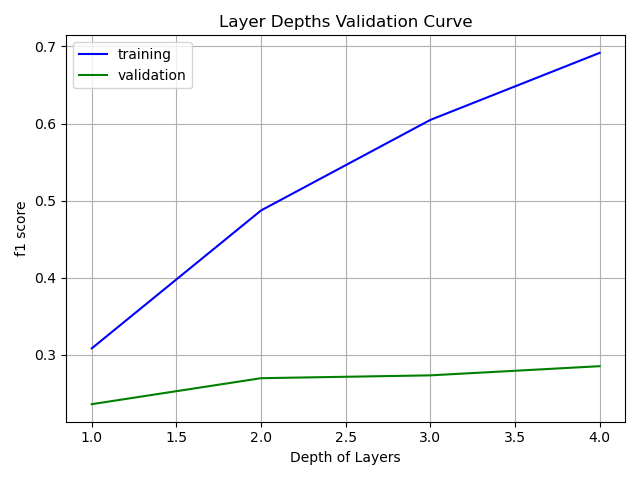 Layer Depths Validation Curve
training
validation
0.7
0.6
0.5
0.4
0.3
f1 score
1.0 1.5 2.0 2.5 3.0 3.5 4.0
Depth of Layers